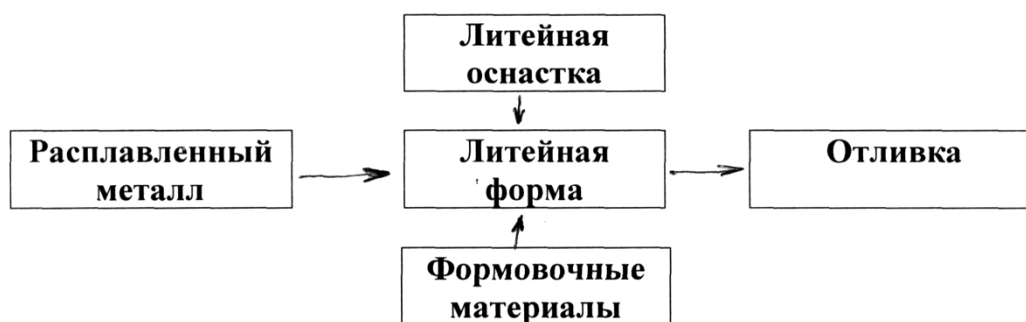 Литейная
оснастка
Расплавленный
металл
Литейная
форма
Отливка
Формовочные
материалы